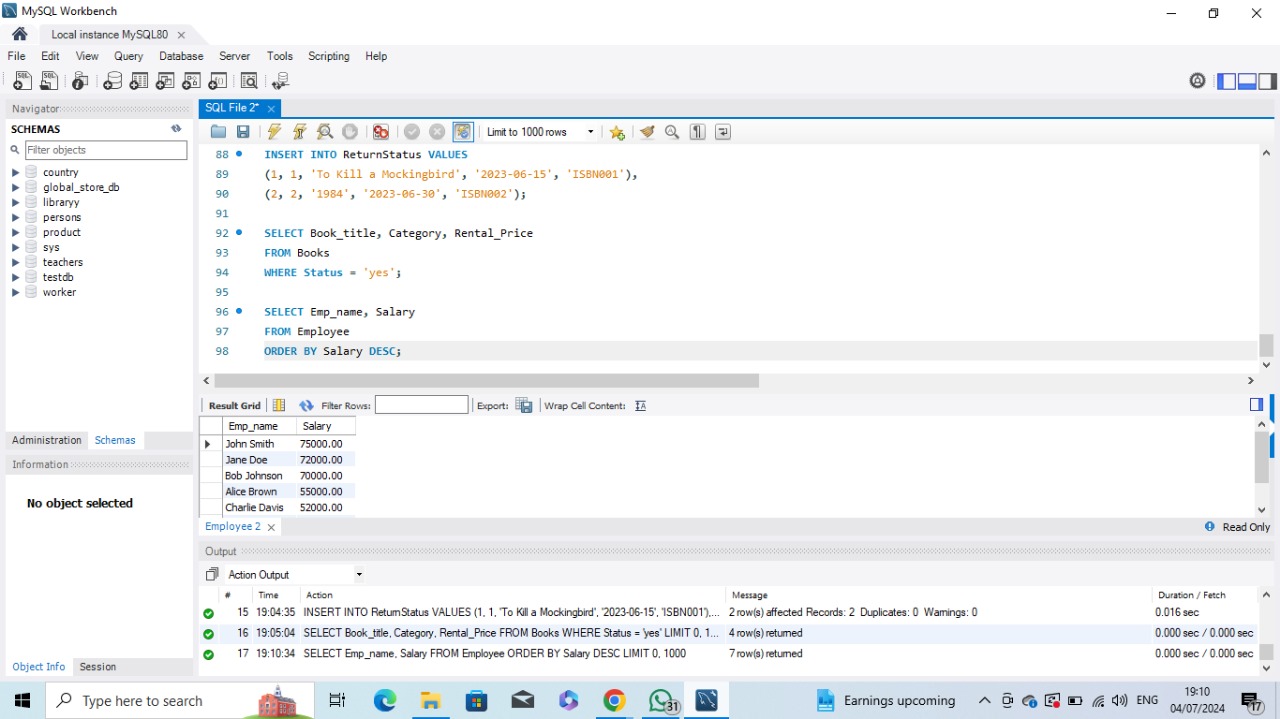 MySQL Workbench
Local instance MySQL80
File Edit View Query Database Server Tools Scripting Help
Navigator
SCHEMAS
Filter objects
country
global_store_db
libraryy
persons
product
sys
teachers
testdb
worker
Administration Schemas
Information
No object selected
Object Info Session
SQL File 2*
Limit to 1000 rows
88 INSERT INTO ReturnStatus VALUES
89 (1, 1, 'To Kill a Mockingbird', '2023-06-15', 'ISBN001'),
90 (2, 2, '1984', '2023-06-30', 'ISBN002');
91
92 SELECT Book_title, Category, Rental_Price
93 FROM Books
94 WHERE Status = 'yes';
95
96 SELECT Emp_name, Salary
97 FROM Employee
98 ORDER BY Salary DESC;
Result Grid Filter Rows: Export: Wrap Cell Content:
Emp_name Salary
John Smith 75000.00
Jane Doe 72000.00
Bob Johnson 70000.00
Alice Brown 55000.00
Charlie Davis 52000.00
Employee 2 Read Only
Output
Action Output
# Time Action Message Duration / Fetch
15 19:04:35 INSERT INTO ReturnStatus VALUES (1, 1, 'To Kill a Mockingbird', '2023-06-15', 'ISBN001'),... 2 row(s) affected Records: 2 Duplicates: 0 Warnings: 0 0.016 sec
16 19:05:04 SELECT Book_title, Category, Rental_Price FROM Books WHERE Status = 'yes' LIMIT 0, 1... 4 row(s) returned 0.000 sec / 0.000 sec
17 19:10:34 SELECT Emp_name, Salary FROM Employee ORDER BY Salary DESC LIMIT 0, 1000 7 row(s) returned 0.000 sec / 0.000 sec
Type here to search
31
Earnings upcoming
ENG
19:10
04/07/2024
17